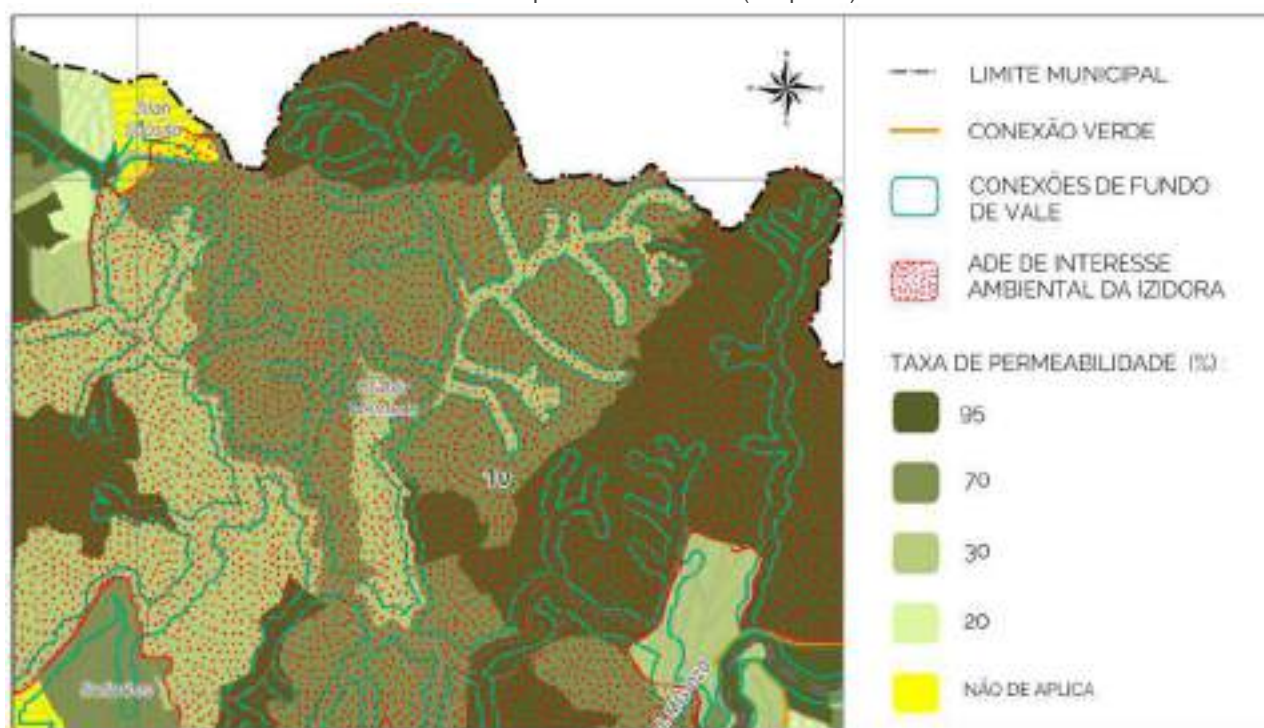 LIMITE MUNICIPAL
CONEXÃO VERDE
CONEXÕES DE FUNDO
DE VALE
ADE DE INTERESSE
AMBIENTAL DA IZIDORA
TAXA DE PERMEABILIDADE (%) :
95
70
30
20
NÃO DE APLICA
10